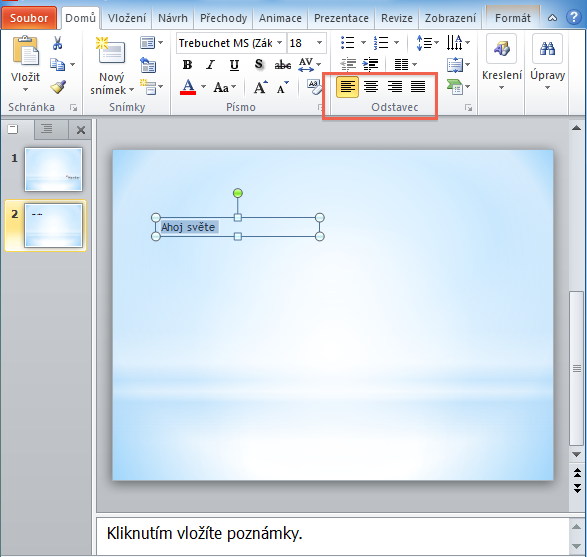 Soubor Domů Vložení Návrh Přechody Animace Prezentace Revize Zobrazení Formát
Trebuchet MS (Zák 18
Vložit
Nový
snímek
B I U S abc AV
A Aa A A
Kreslení
Úpravy
Schránka Snímky Písmo Odstavec
1
2
Ahoj světe
Kliknutím vložíte poznámky.